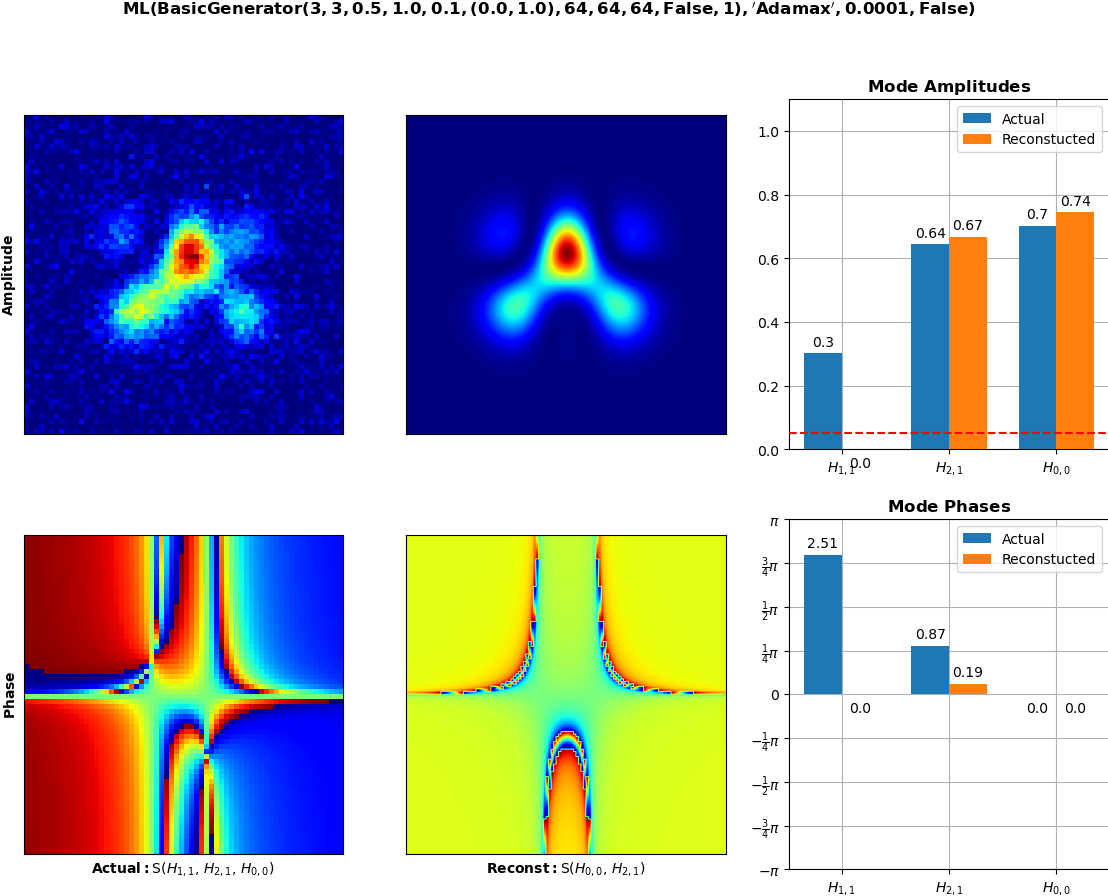 ML(BasicGenerator(3, 3, 0.5, 1.0, 0.1, (0.0, 1.0), 64, 64, 64, False, 1), 'Adamax', 0.0001, False)
Amplitude
Mode Amplitudes
Actual
Reconstucted
1.0
0.8
0.6
0.4
0.2
0.0
0.3
0.0
0.64
0.67
0.7
0.74
H1,1
H2,1
H0,0
Phase
Actual: S(H1,1, H2,1, H0,0)
Reconst: S(H0,0, H2,1)
Mode Phases
Actual
Reconstucted
π
3/4π
1/2π
1/4π
0
−1/4π
−1/2π
−3/4π
−π
2.51
0.0
0.87
0.19
0.0
0.0
H1,1
H2,1
H0,0